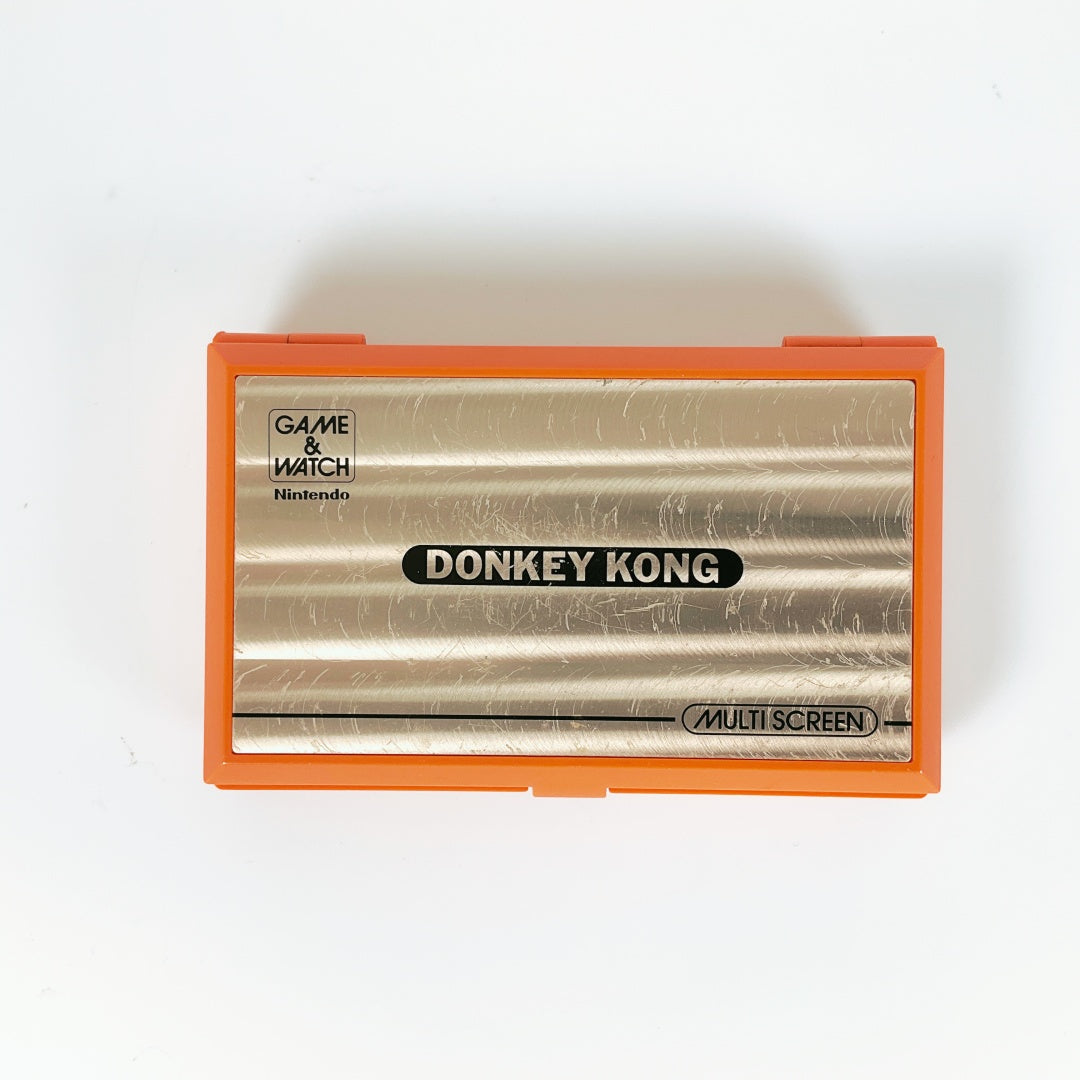 GAME
&
WATCH
Nintendo
DONKEY KONG
MULTI SCREEN